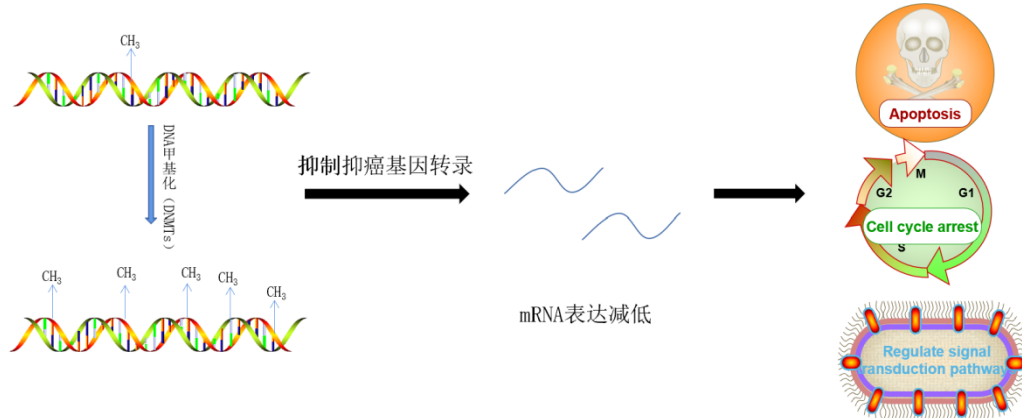 CH₃
DNA甲基化（DNMTs）
CH₃
CH₃
CH₃
CH₃
CH₃
抑制抑癌基因转录
mRNA表达减低
Apoptosis
M
G2
G1
Cell cycle arrest
S
Regulate signal
transduction pathway